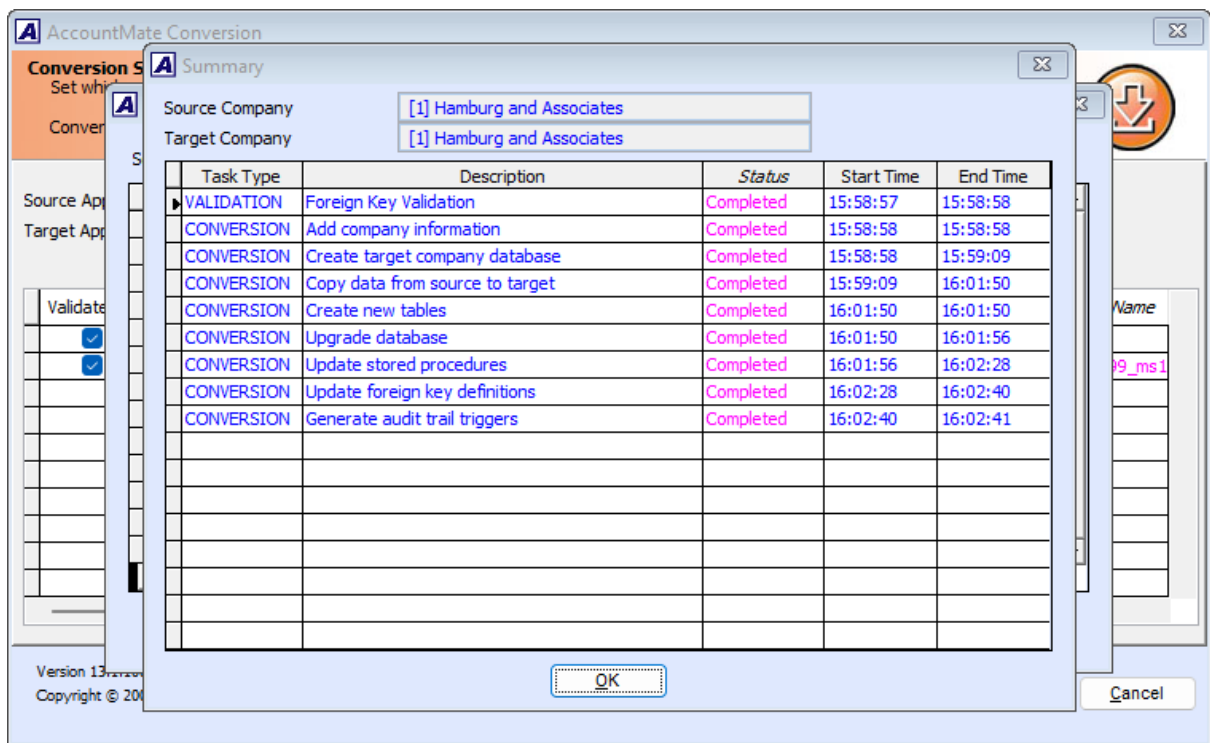 AccountMate Conversion
Conversion S
Set whi
Conver
Summary
Source Company [1] Hamburg and Associates
Target Company [1] Hamburg and Associates
S
Source App
Target App
Validate
Name
99_ms1
Task Type Description Status Start Time End Time
VALIDATION Foreign Key Validation Completed 15:58:57 15:58:58
CONVERSION Add company information Completed 15:58:58 15:58:58
CONVERSION Create target company database Completed 15:58:58 15:59:09
CONVERSION Copy data from source to target Completed 15:59:09 16:01:50
CONVERSION Create new tables Completed 16:01:50 16:01:50
CONVERSION Upgrade database Completed 16:01:50 16:01:56
CONVERSION Update stored procedures Completed 16:01:56 16:02:28
CONVERSION Update foreign key definitions Completed 16:02:28 16:02:40
CONVERSION Generate audit trail triggers Completed 16:02:40 16:02:41
OK
Version 13
Copyright © 200
Cancel